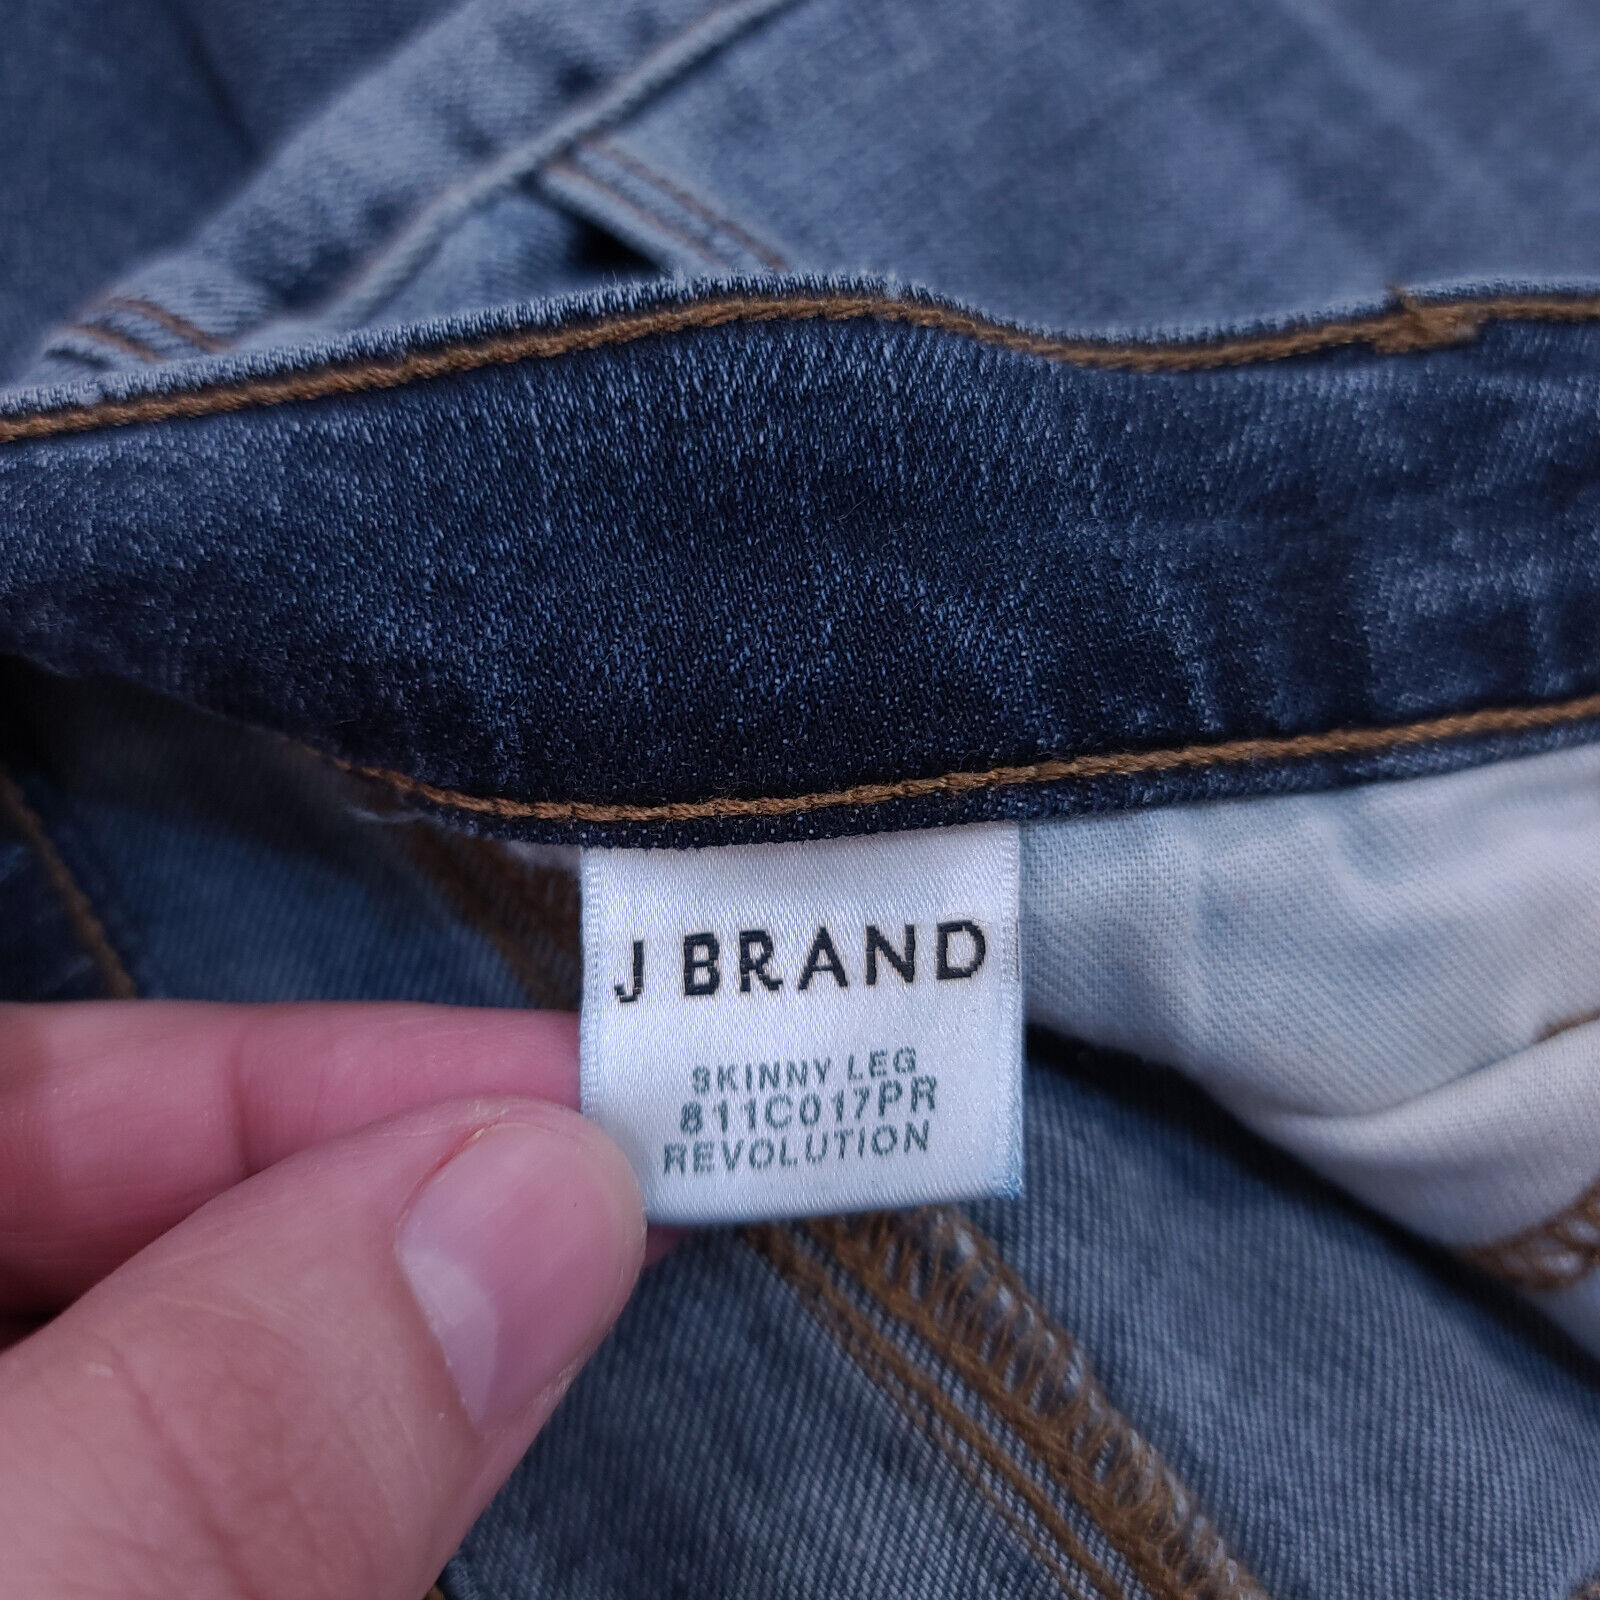 J BRAND
SKINNY LEG
811C017PR
REVOLUTION